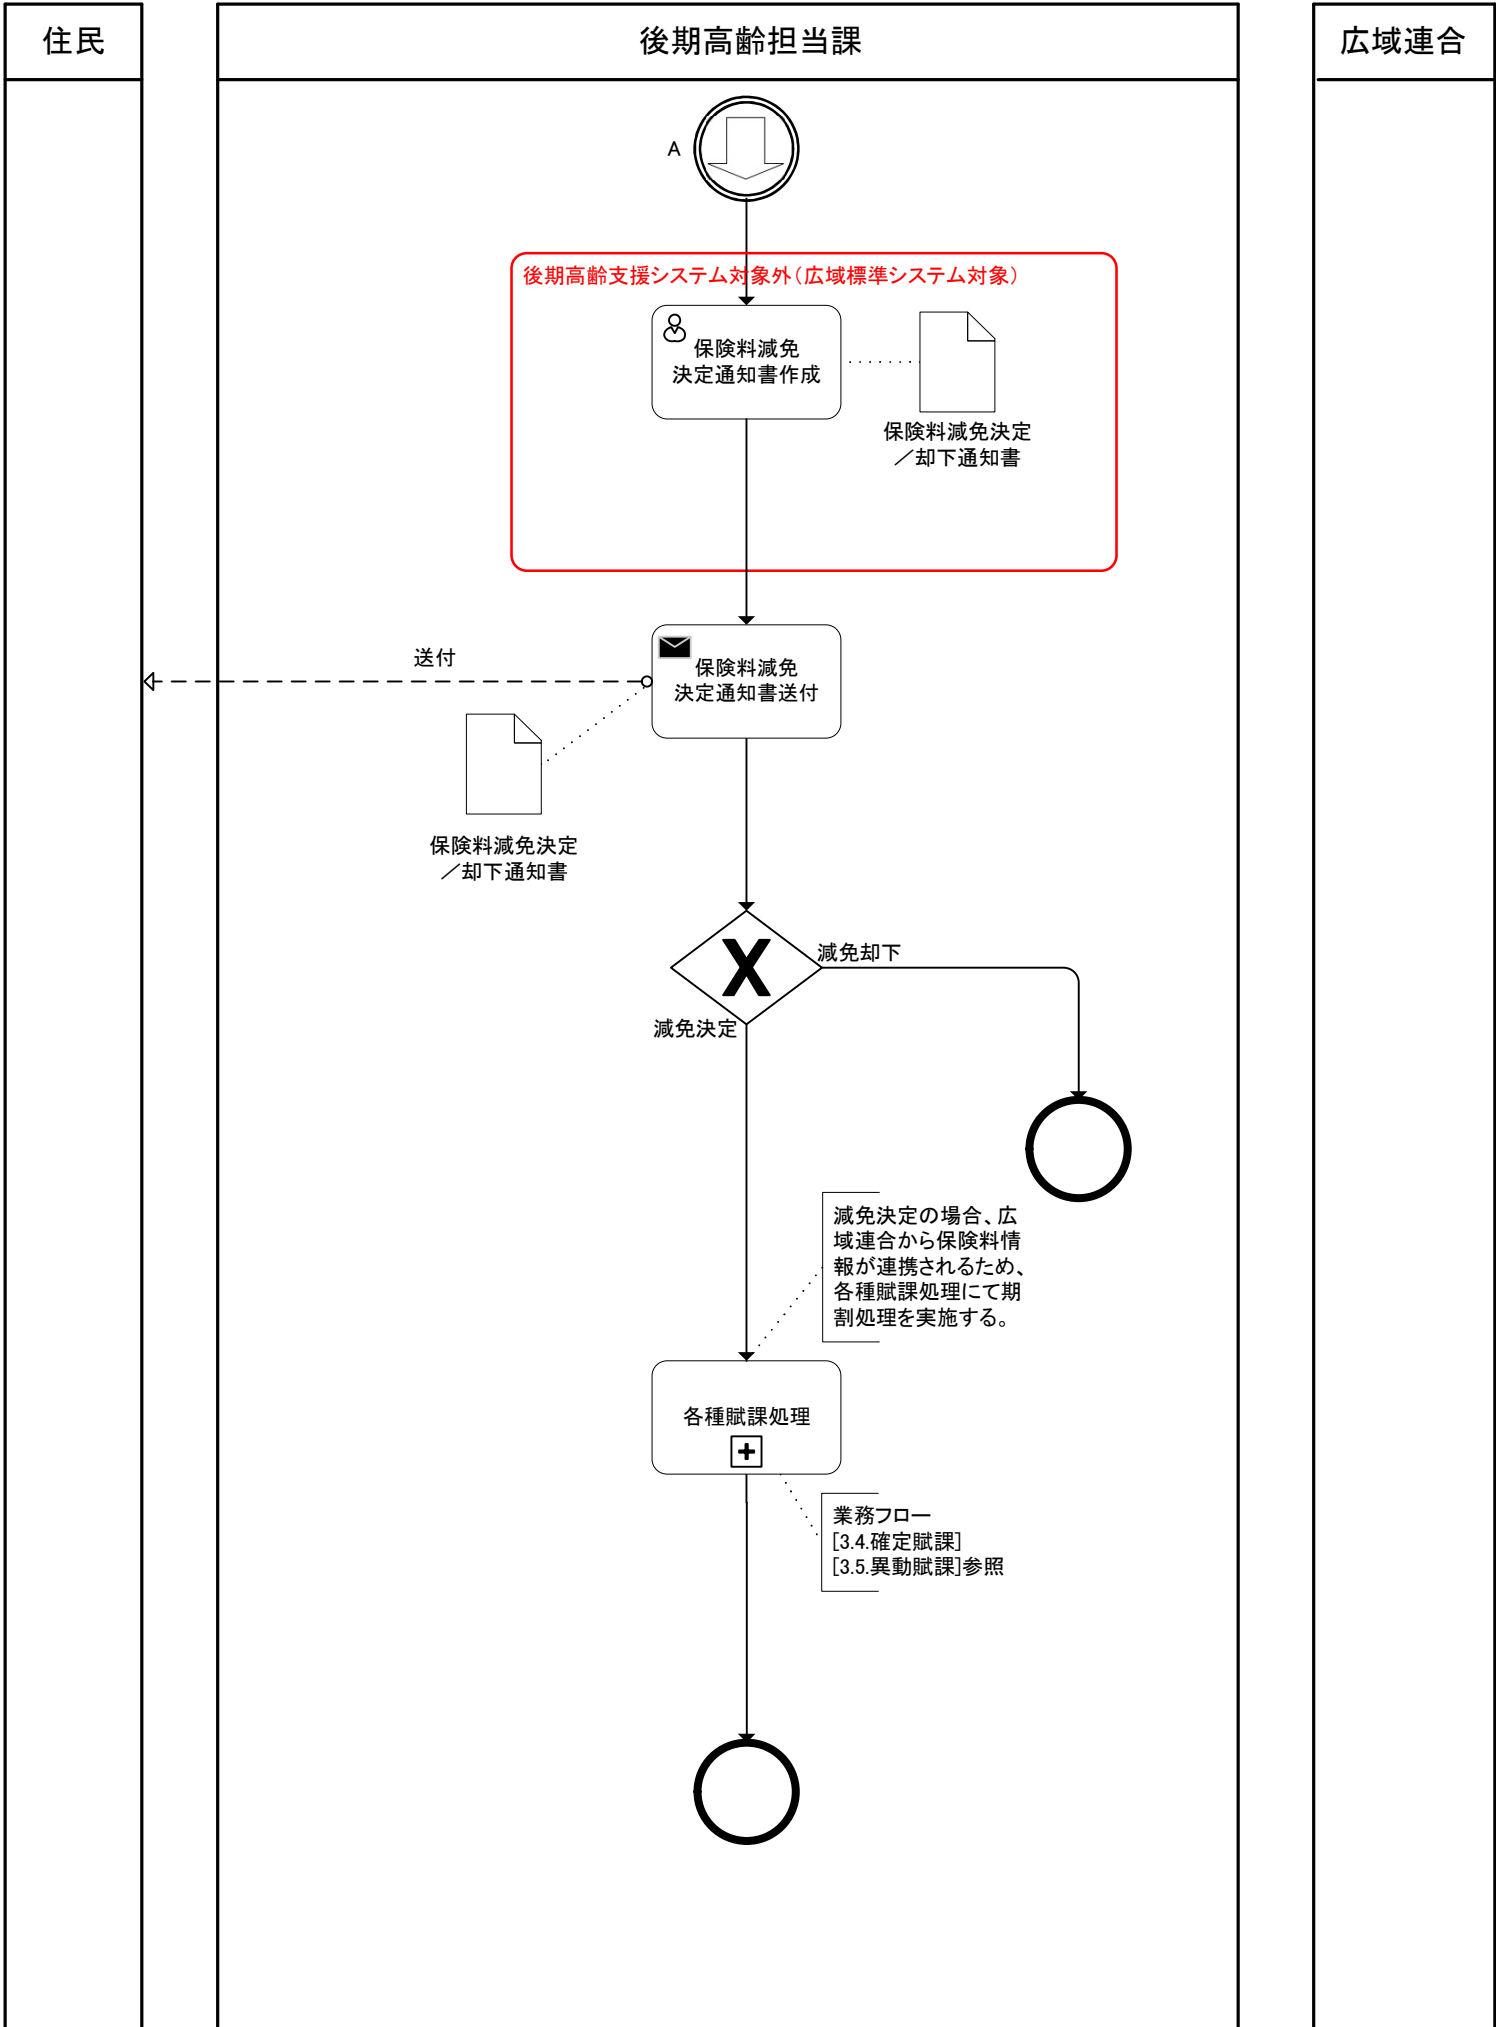 住民
後期高齢担当課
広域連合
A
後期高齢支援システム対象外（広域標準システム対象）
保険料減免
決定通知書作成
保険料減免決定
／却下通知書
送付
保険料減免
決定通知書送付
保険料減免決定
／却下通知書
減免却下
減免決定
減免決定の場合、広
域連合から保険料情
報が連携されるため、
各種賦課処理にて期
割処理を実施する。
各種賦課処理
業務フロー
[3.4.確定賦課]
[3.5.異動賦課]参照